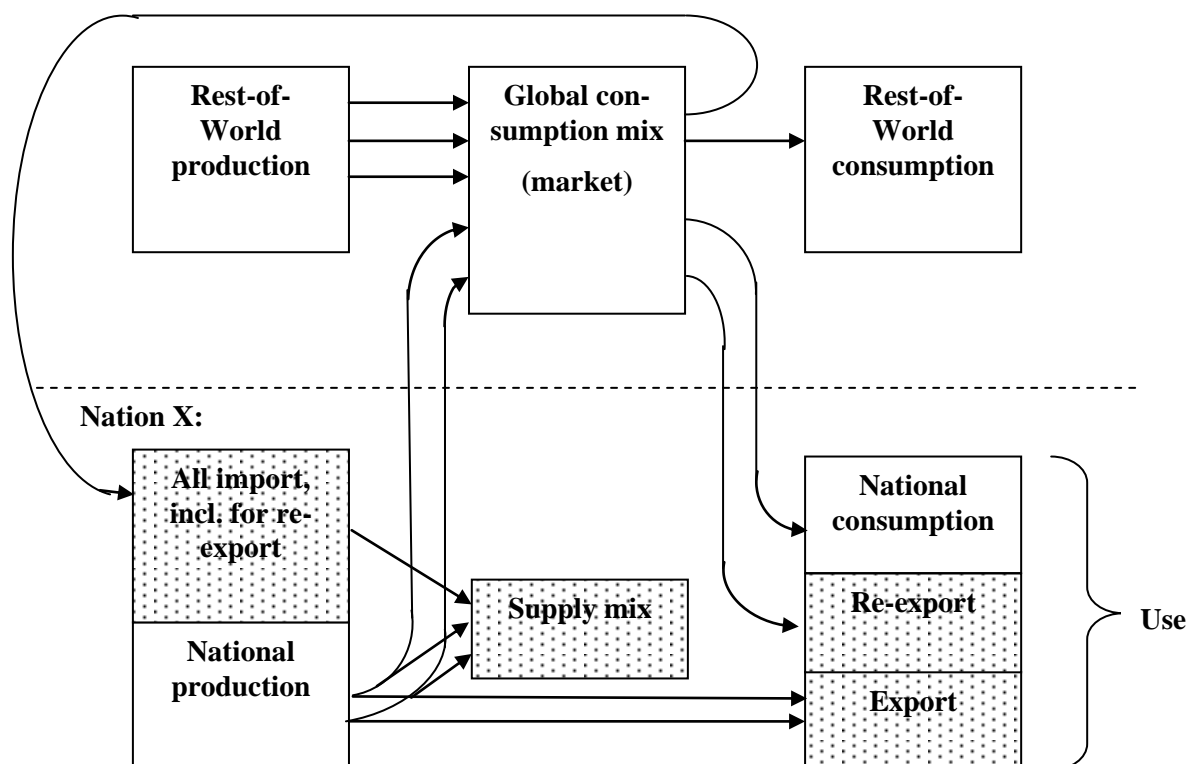 Rest-of-
World
production
Global con-
sumption mix
(market)
Rest-of-
World
consumption
Nation X:
All import,
incl. for re-
export
National
production
Supply mix
National
consumption
Re-export
Export
Use